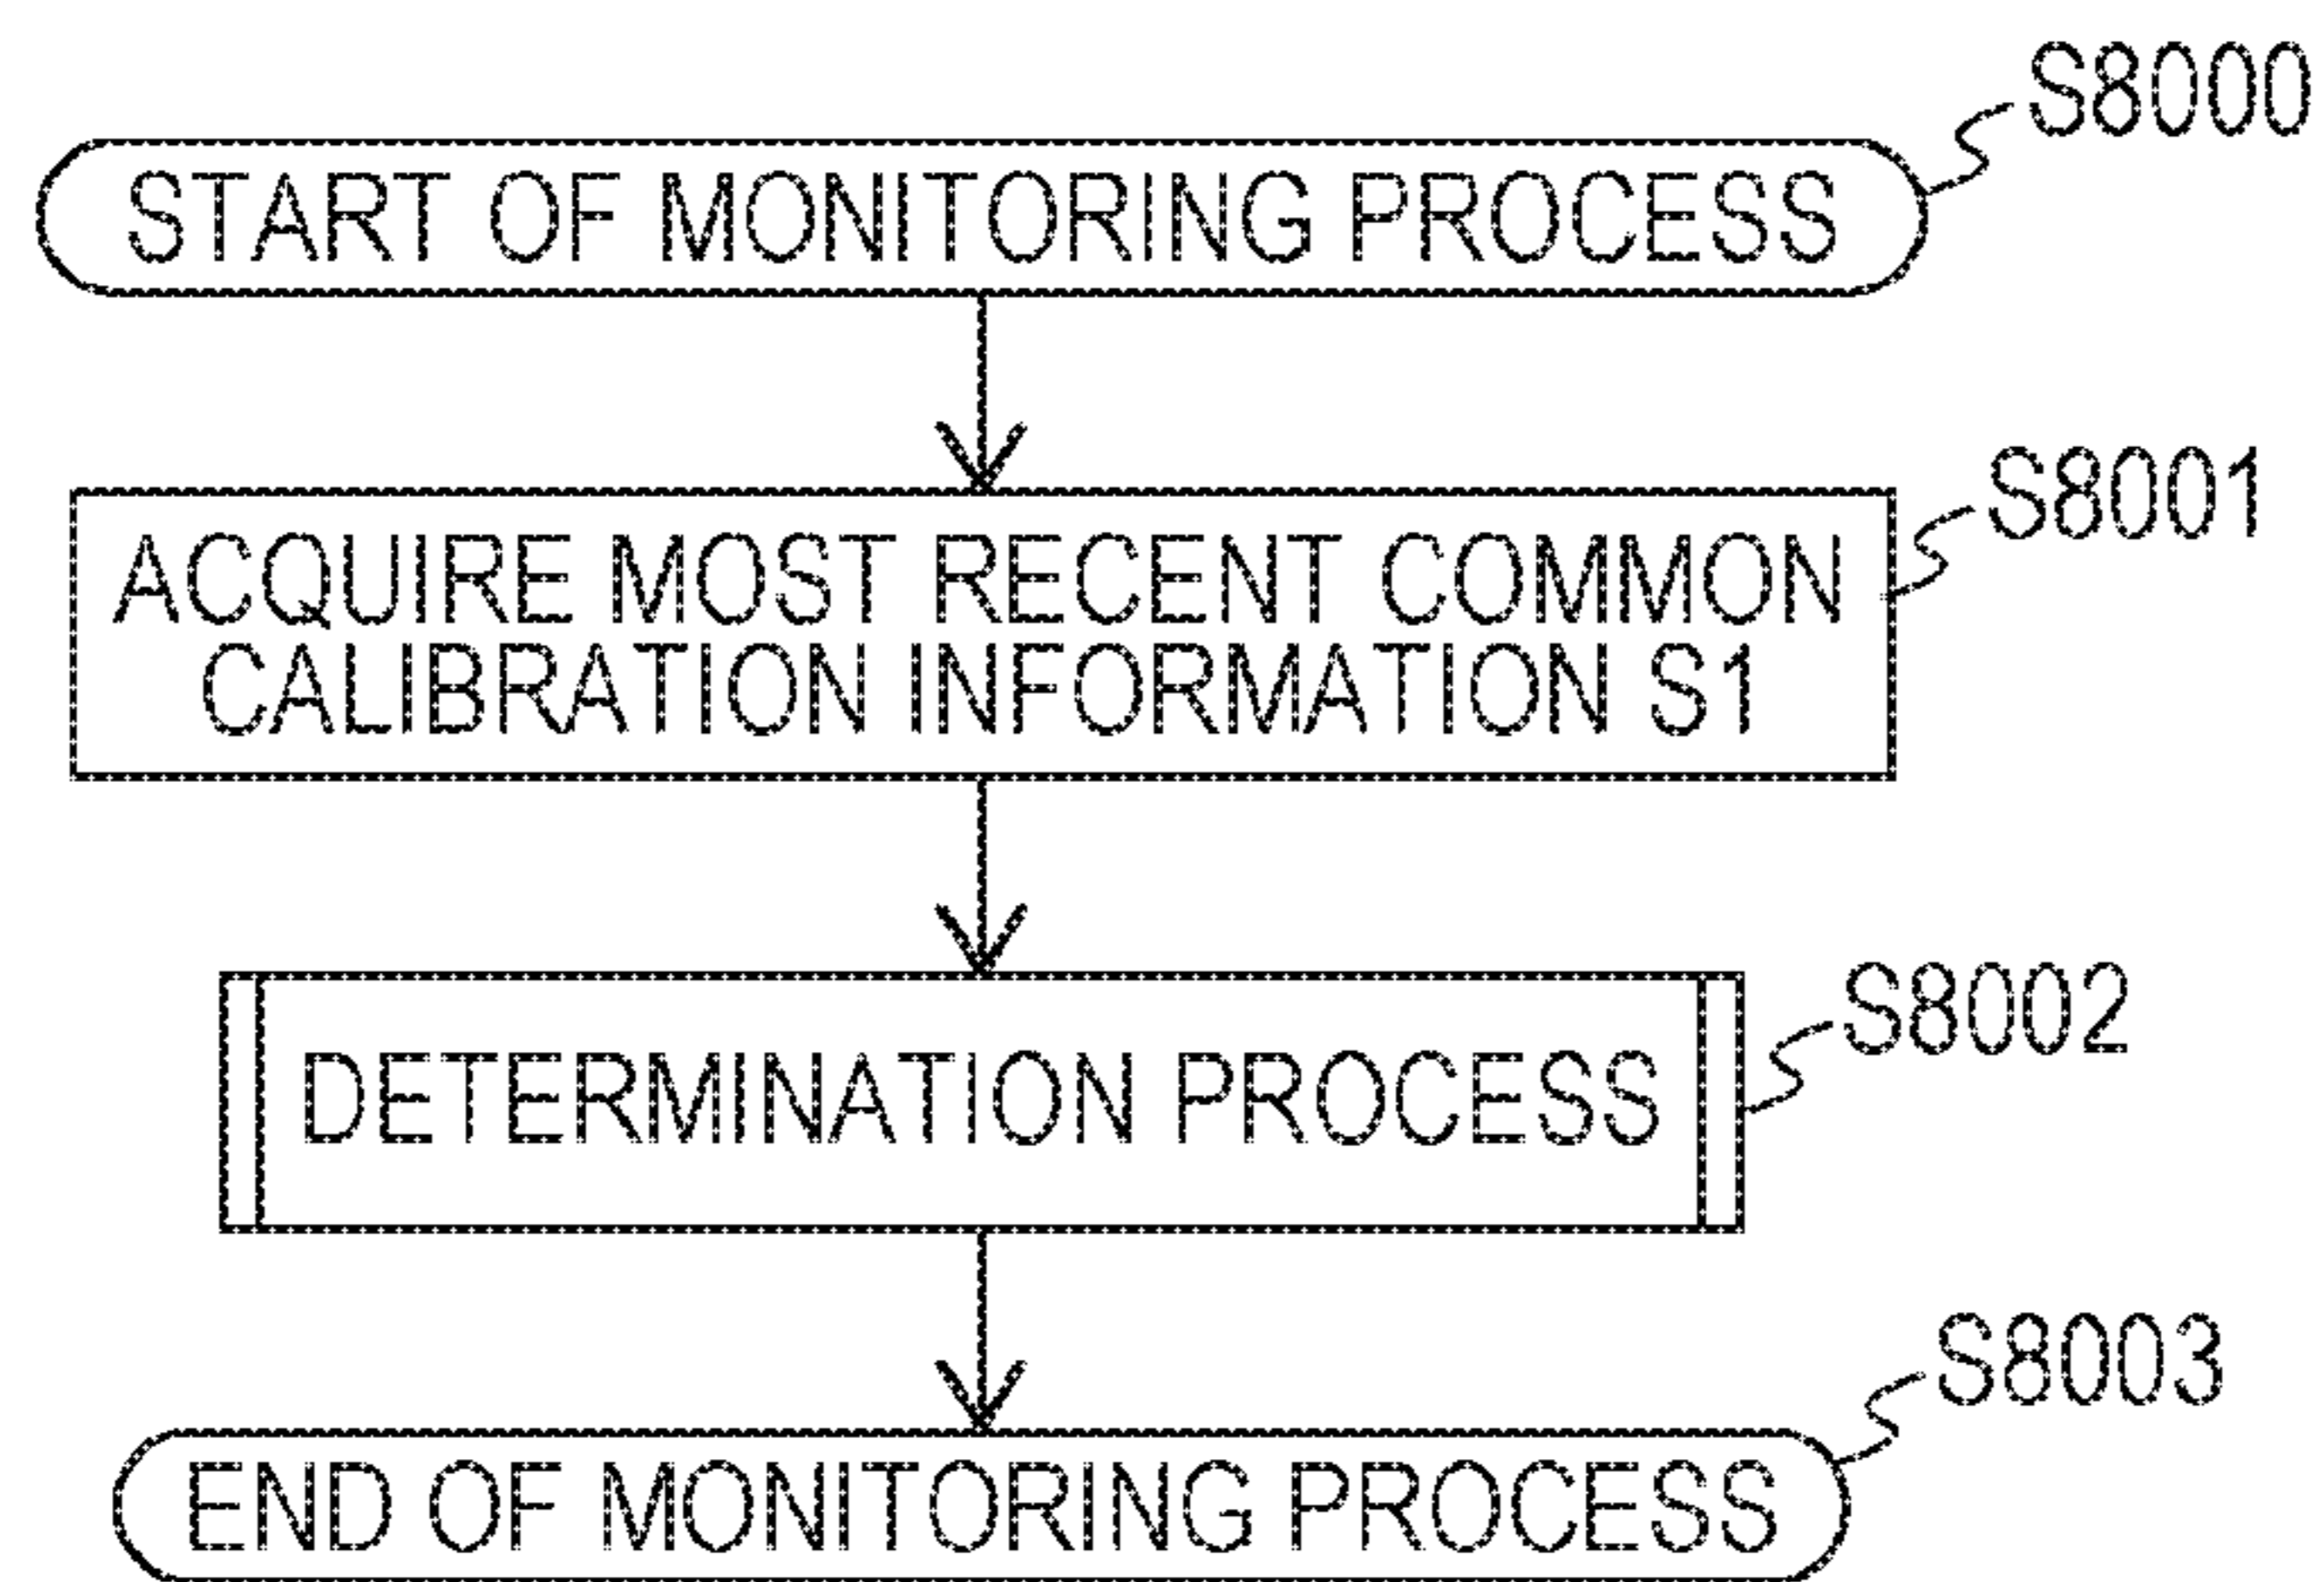 S8000
START OF MONITORING PROCESS
S8001
ACQUIRE MOST RECENT COMMON
CALIBRATION INFORMATION S1
S8002
DETERMINATION PROCESS
S8003
END OF MONITORING PROCESS